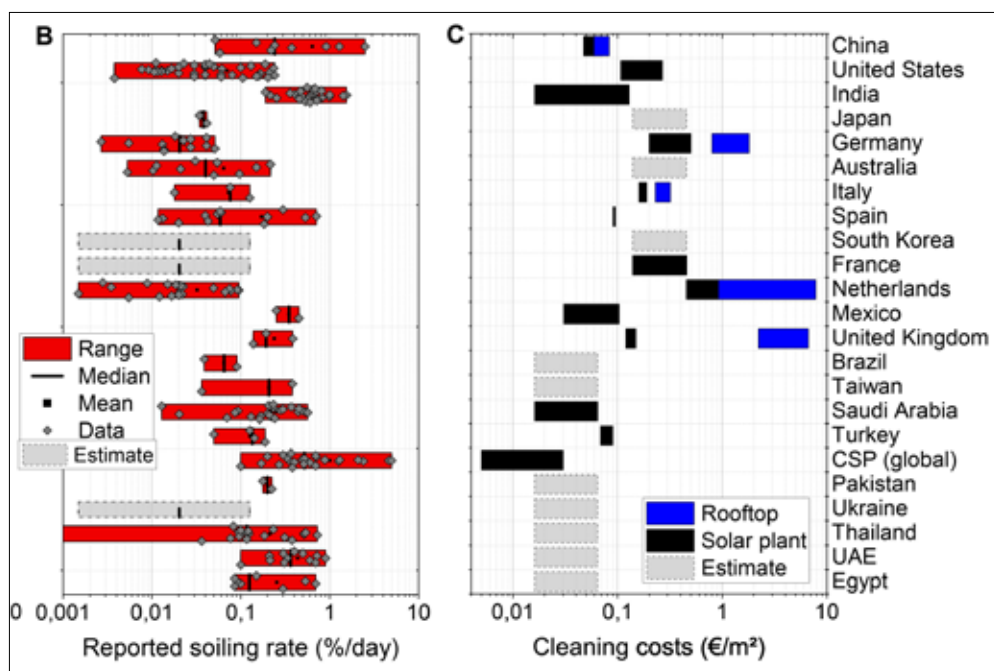 B
C
China
United States
India
Japan
Germany
Australia
Italy
Spain
South Korea
France
Netherlands
Mexico
United Kingdom
Brazil
Taiwan
Saudi Arabia
Turkey
CSP (global)
Pakistan
Ukraine
Thailand
UAE
Egypt
Range
Median
Mean
Data
Estimate
Rooftop
Solar plant
Estimate
0 0,001 0,01 0,1 1 10
0,01 0,1 1 10
Reported soiling rate (%/day)
Cleaning costs (€/m²)